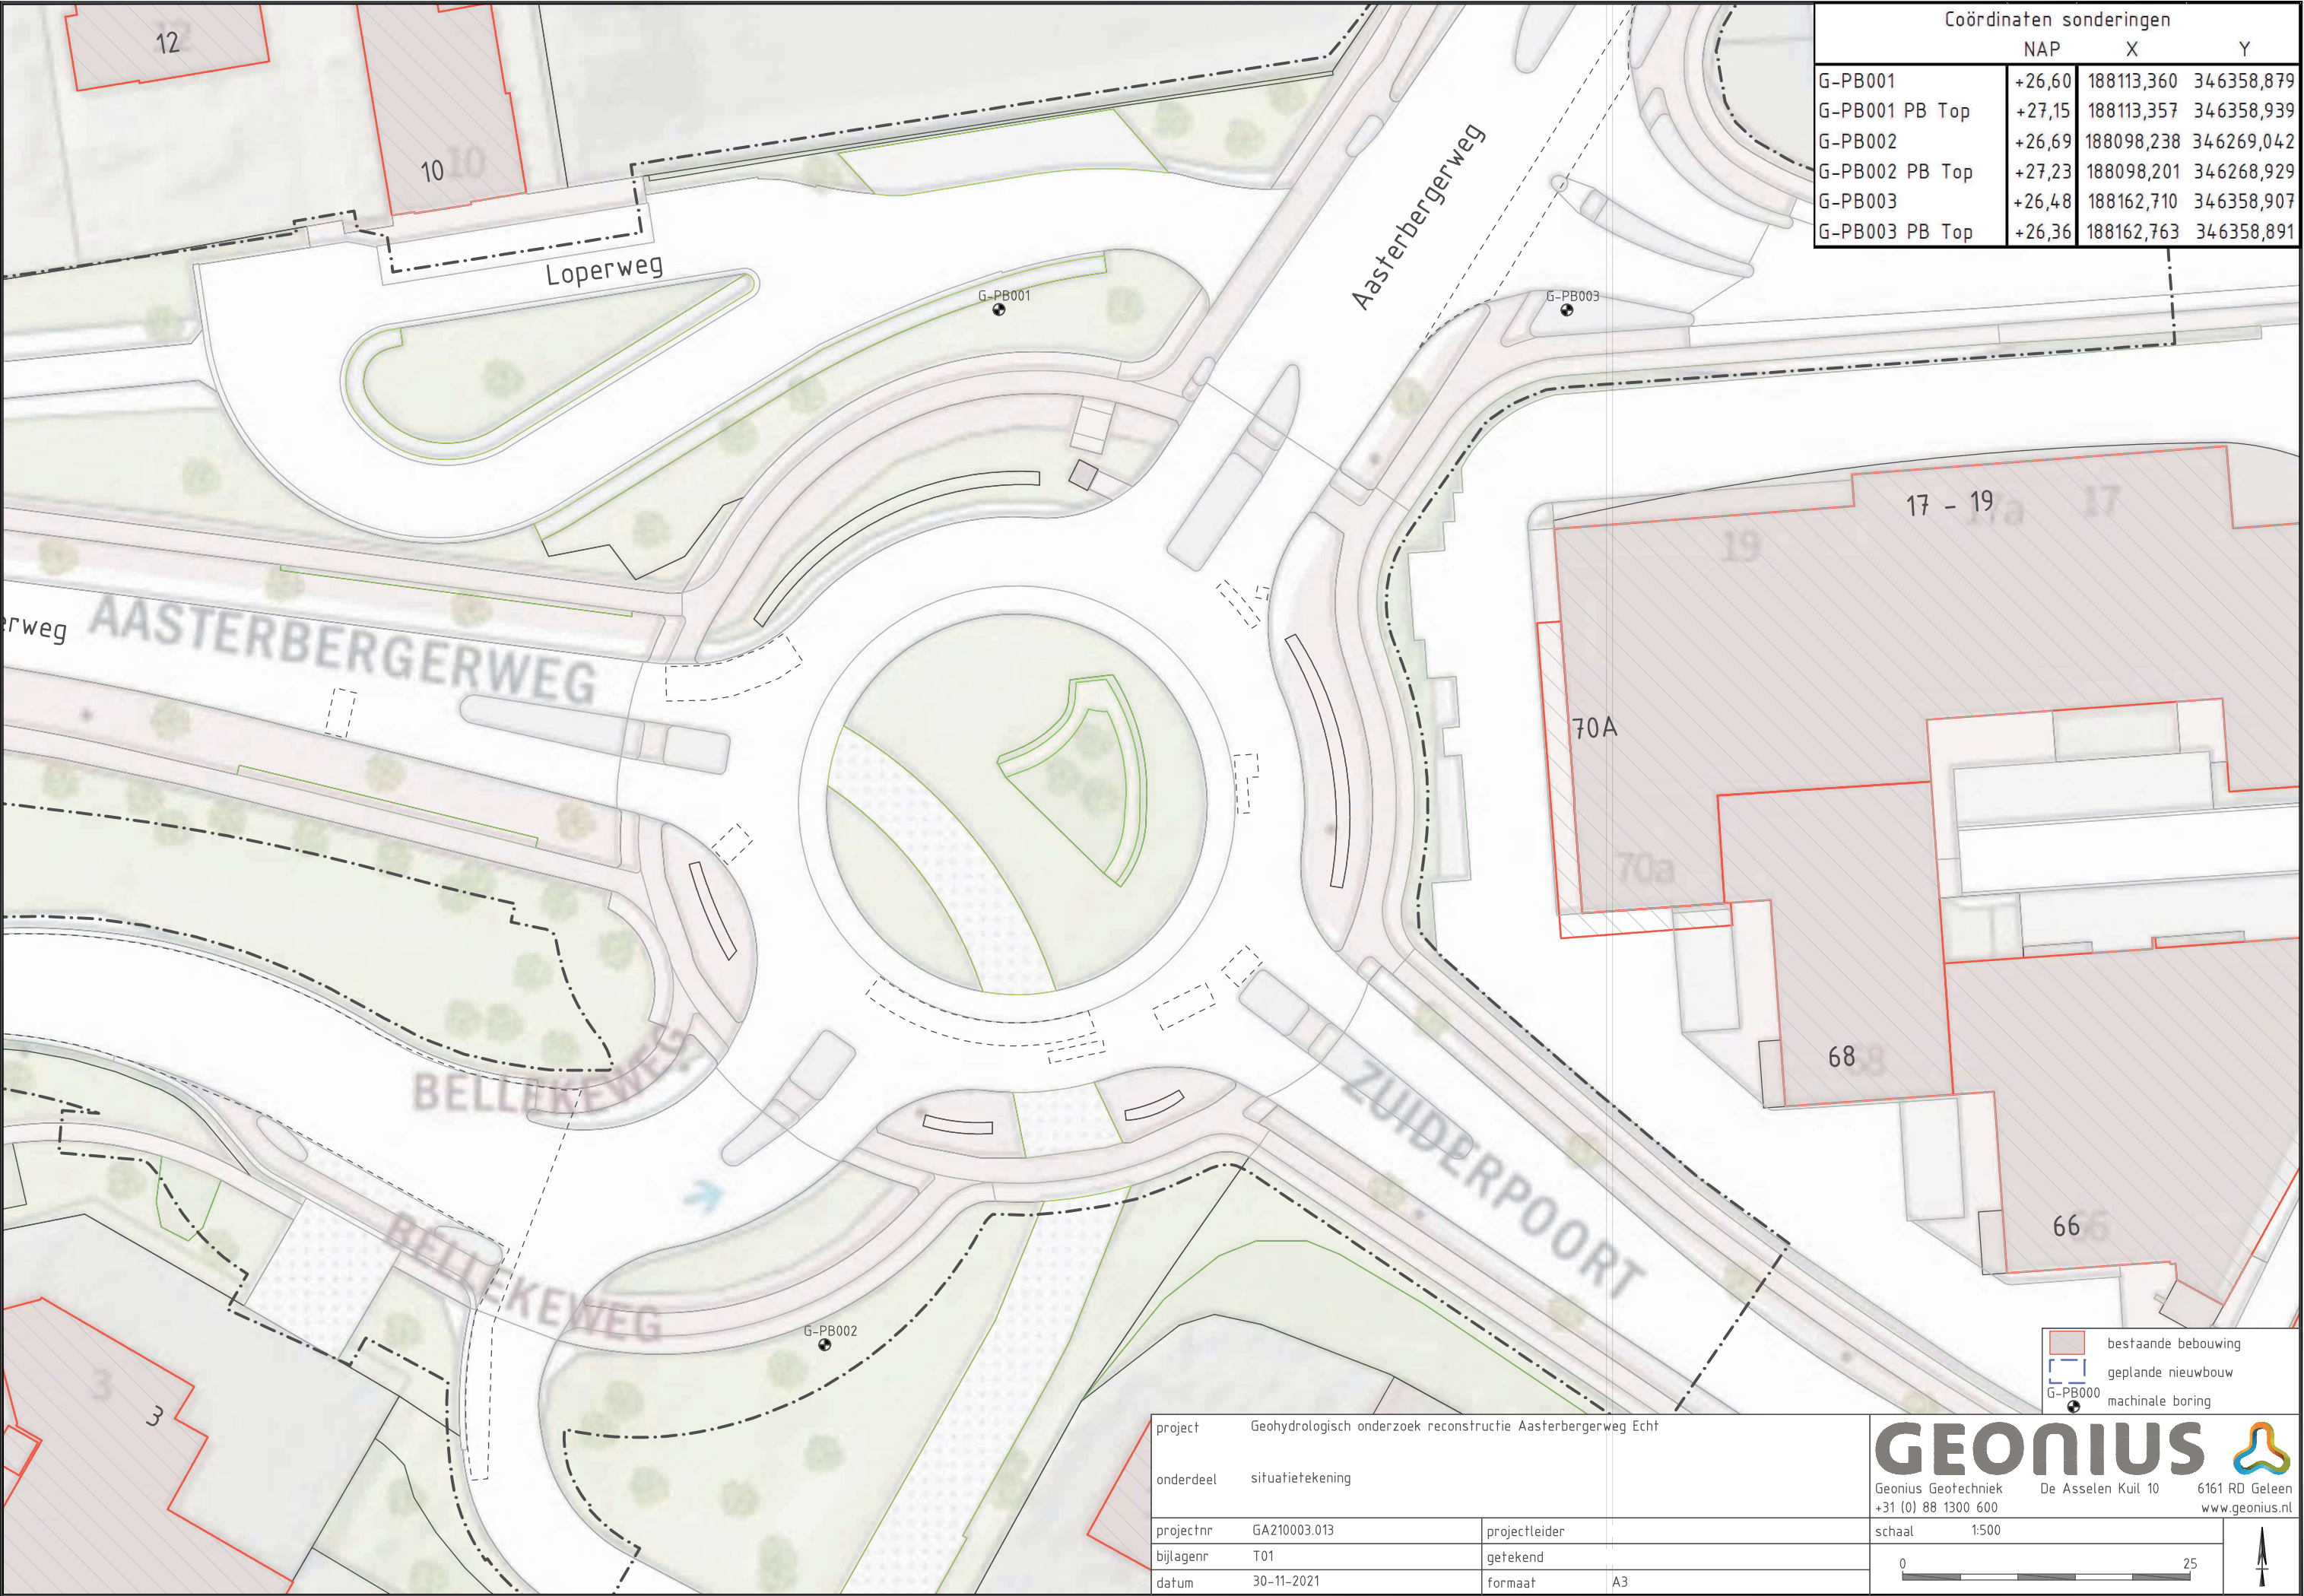 Coördinaten sonderingen
NAP X Y
G-PB001 +26,60 188113,360 346358,879
G-PB001 PB Top +27,15 188113,357 346358,939
G-PB002 +26,69 188098,238 346269,042
G-PB002 PB Top +27,23 188098,201 346268,929
G-PB003 +26,48 188162,710 346358,907
G-PB003 PB Top +26,36 188162,763 346358,891
12
10 10
Loperweg
Aasterbergerweg
G-PB001
G-PB003
17 - 19
17a
17
19
erweg
AASTERBERGERWEG
70A
70a
68
68
BELLEKEWEG
ZUIDERPOORT
66
66
BELLEKEWEG
G-PB002
3
3
bestaande bebouwing
geplande nieuwbouw
G-PB000
machinale boring
project Geohydrologisch onderzoek reconstructie Aasterbergerweg Echt
onderdeel situatietekening
projectnr GA210003.013 projectleider
bijlagenr T01 getekend
datum 30-11-2021 formaat A3
GEONIUS
Geonius Geotechniek De Asselen Kuil 10 6161 RD Geleen
+31 (0) 88 1300 600 www.geonius.nl
schaal 1:500
0 25